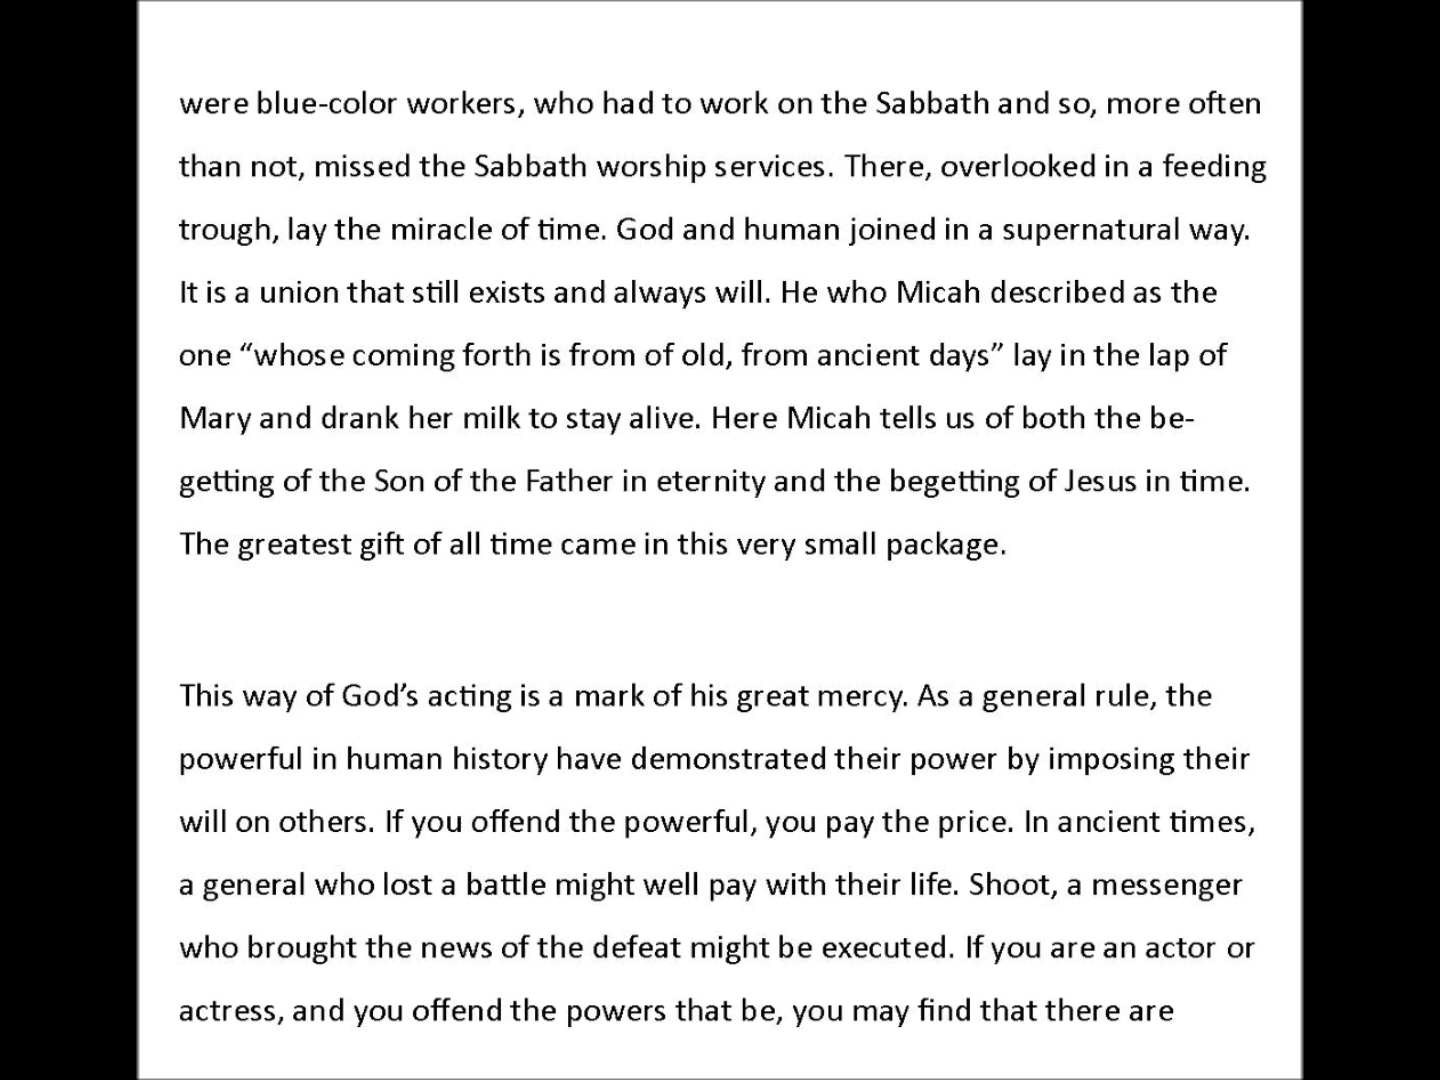 were blue-color workers, who had to work on the Sabbath and so, more often
than not, missed the Sabbath worship services. There, overlooked in a feeding
trough, lay the miracle of time. God and human joined in a supernatural way.
It is a union that still exists and always will. He who Micah described as the
one “whose coming forth is from of old, from ancient days” lay in the lap of
Mary and drank her milk to stay alive. Here Micah tells us of both the be-
getting of the Son of the Father in eternity and the begetting of Jesus in time.
The greatest gift of all time came in this very small package.
This way of God’s acting is a mark of his great mercy. As a general rule, the
powerful in human history have demonstrated their power by imposing their
will on others. If you offend the powerful, you pay the price. In ancient times,
a general who lost a battle might well pay with their life. Shoot, a messenger
who brought the news of the defeat might be executed. If you are an actor or
actress, and you offend the powers that be, you may find that there are